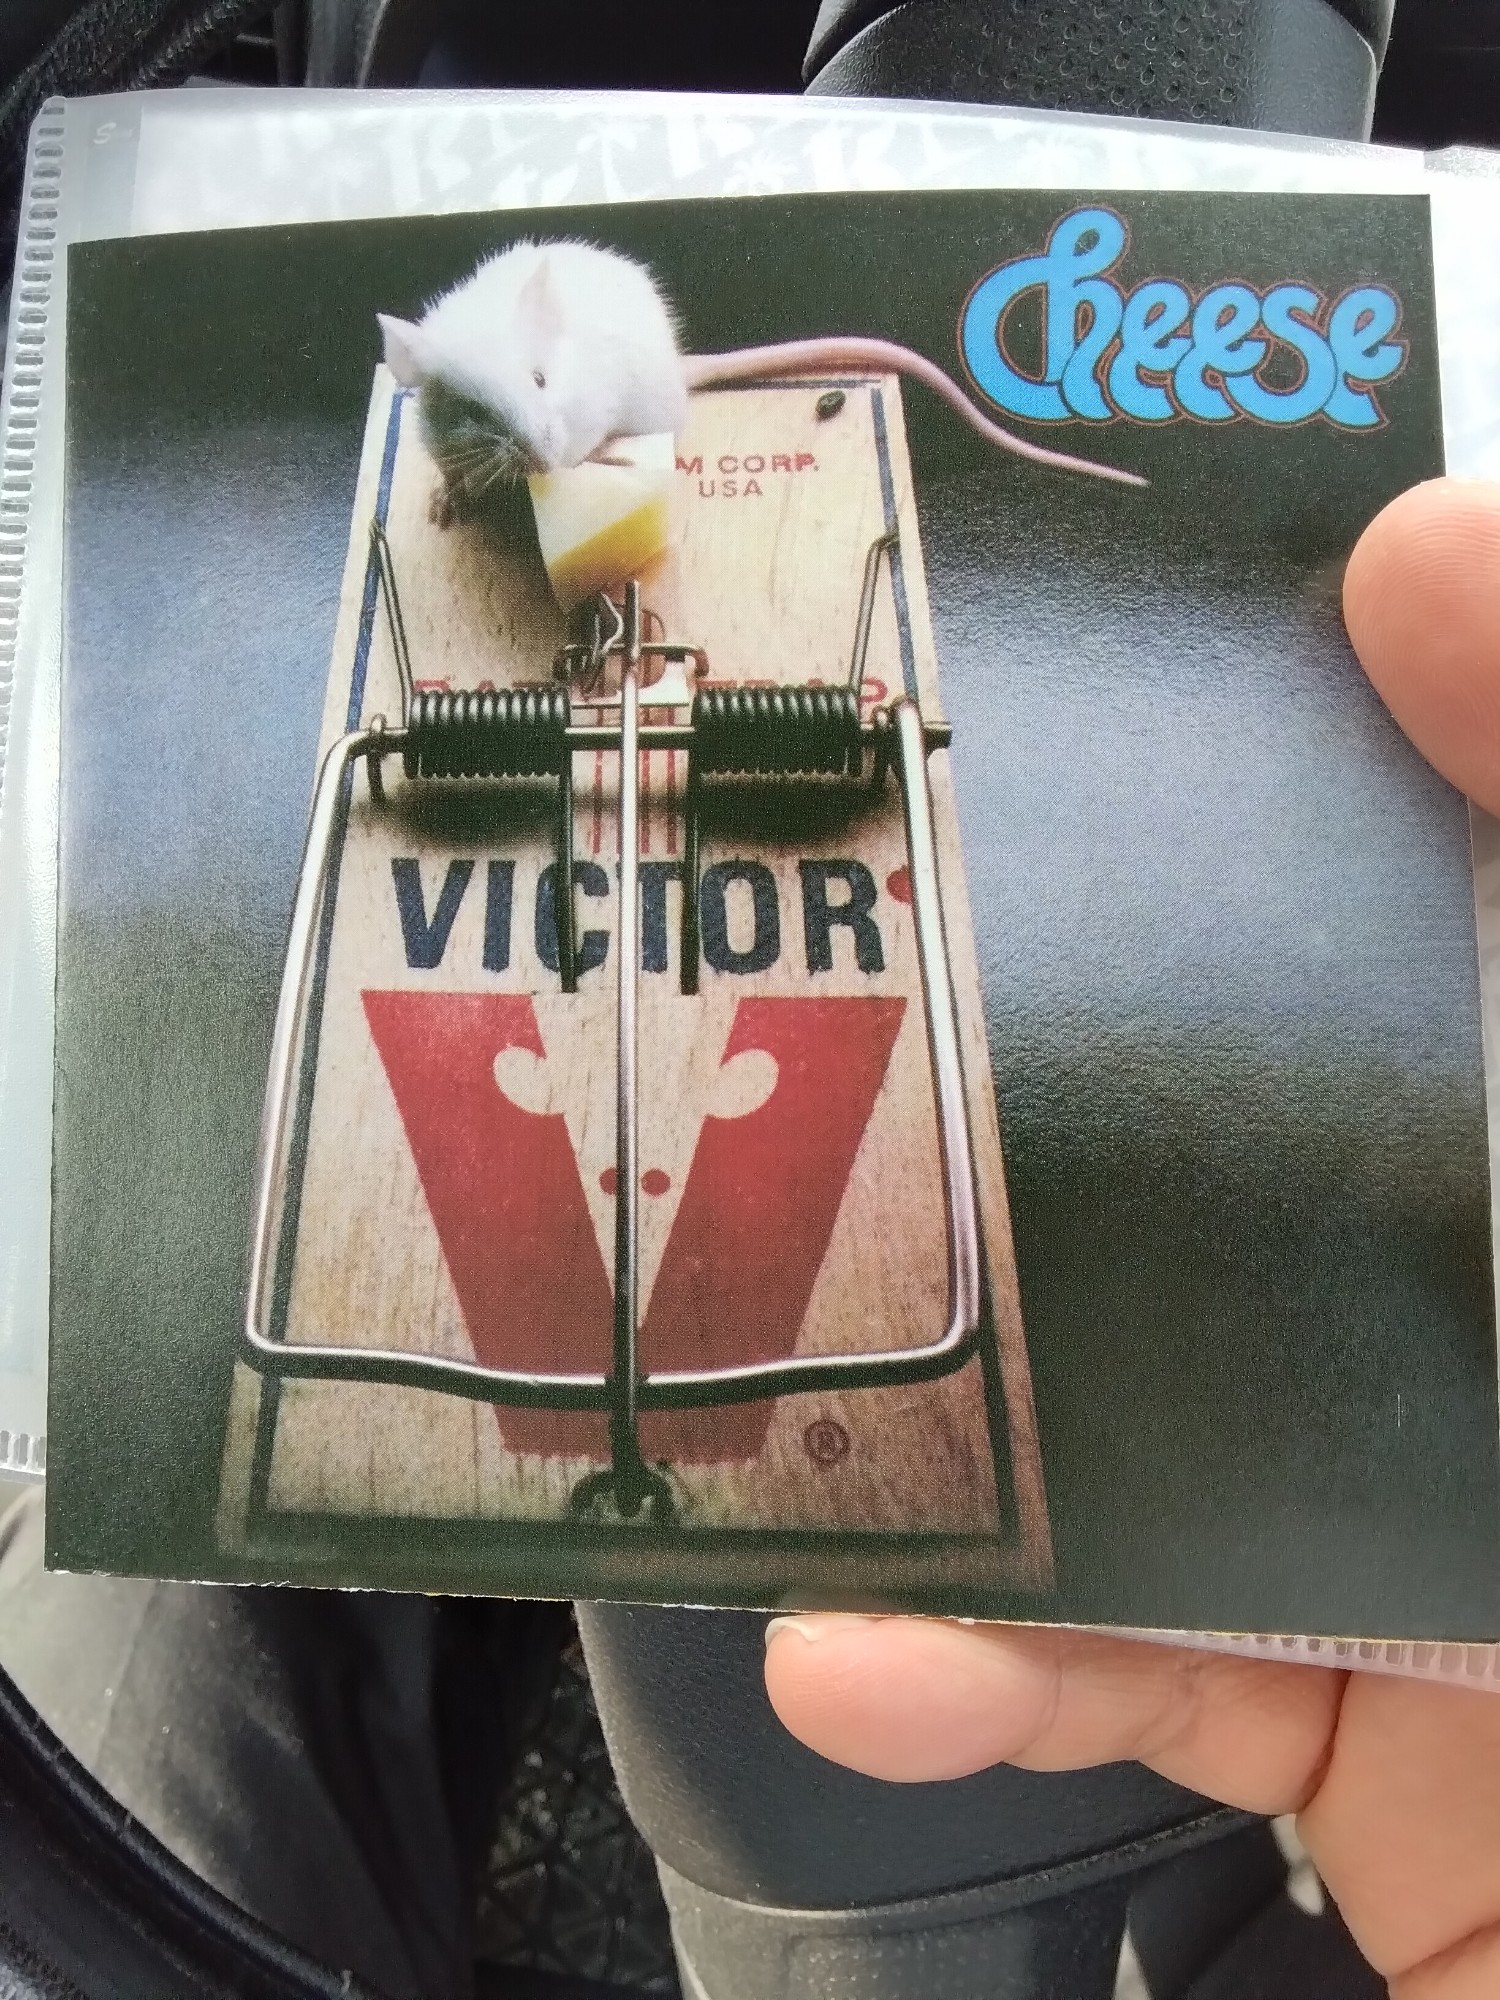 Cheese
M CORP.
USA
VICTOR
V
®